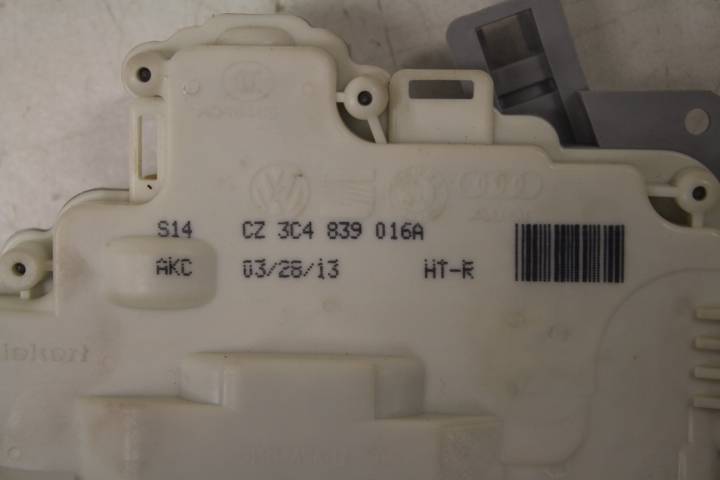 S14 CZ 3C4 839 016A
AKC 03/28/13 HT-R